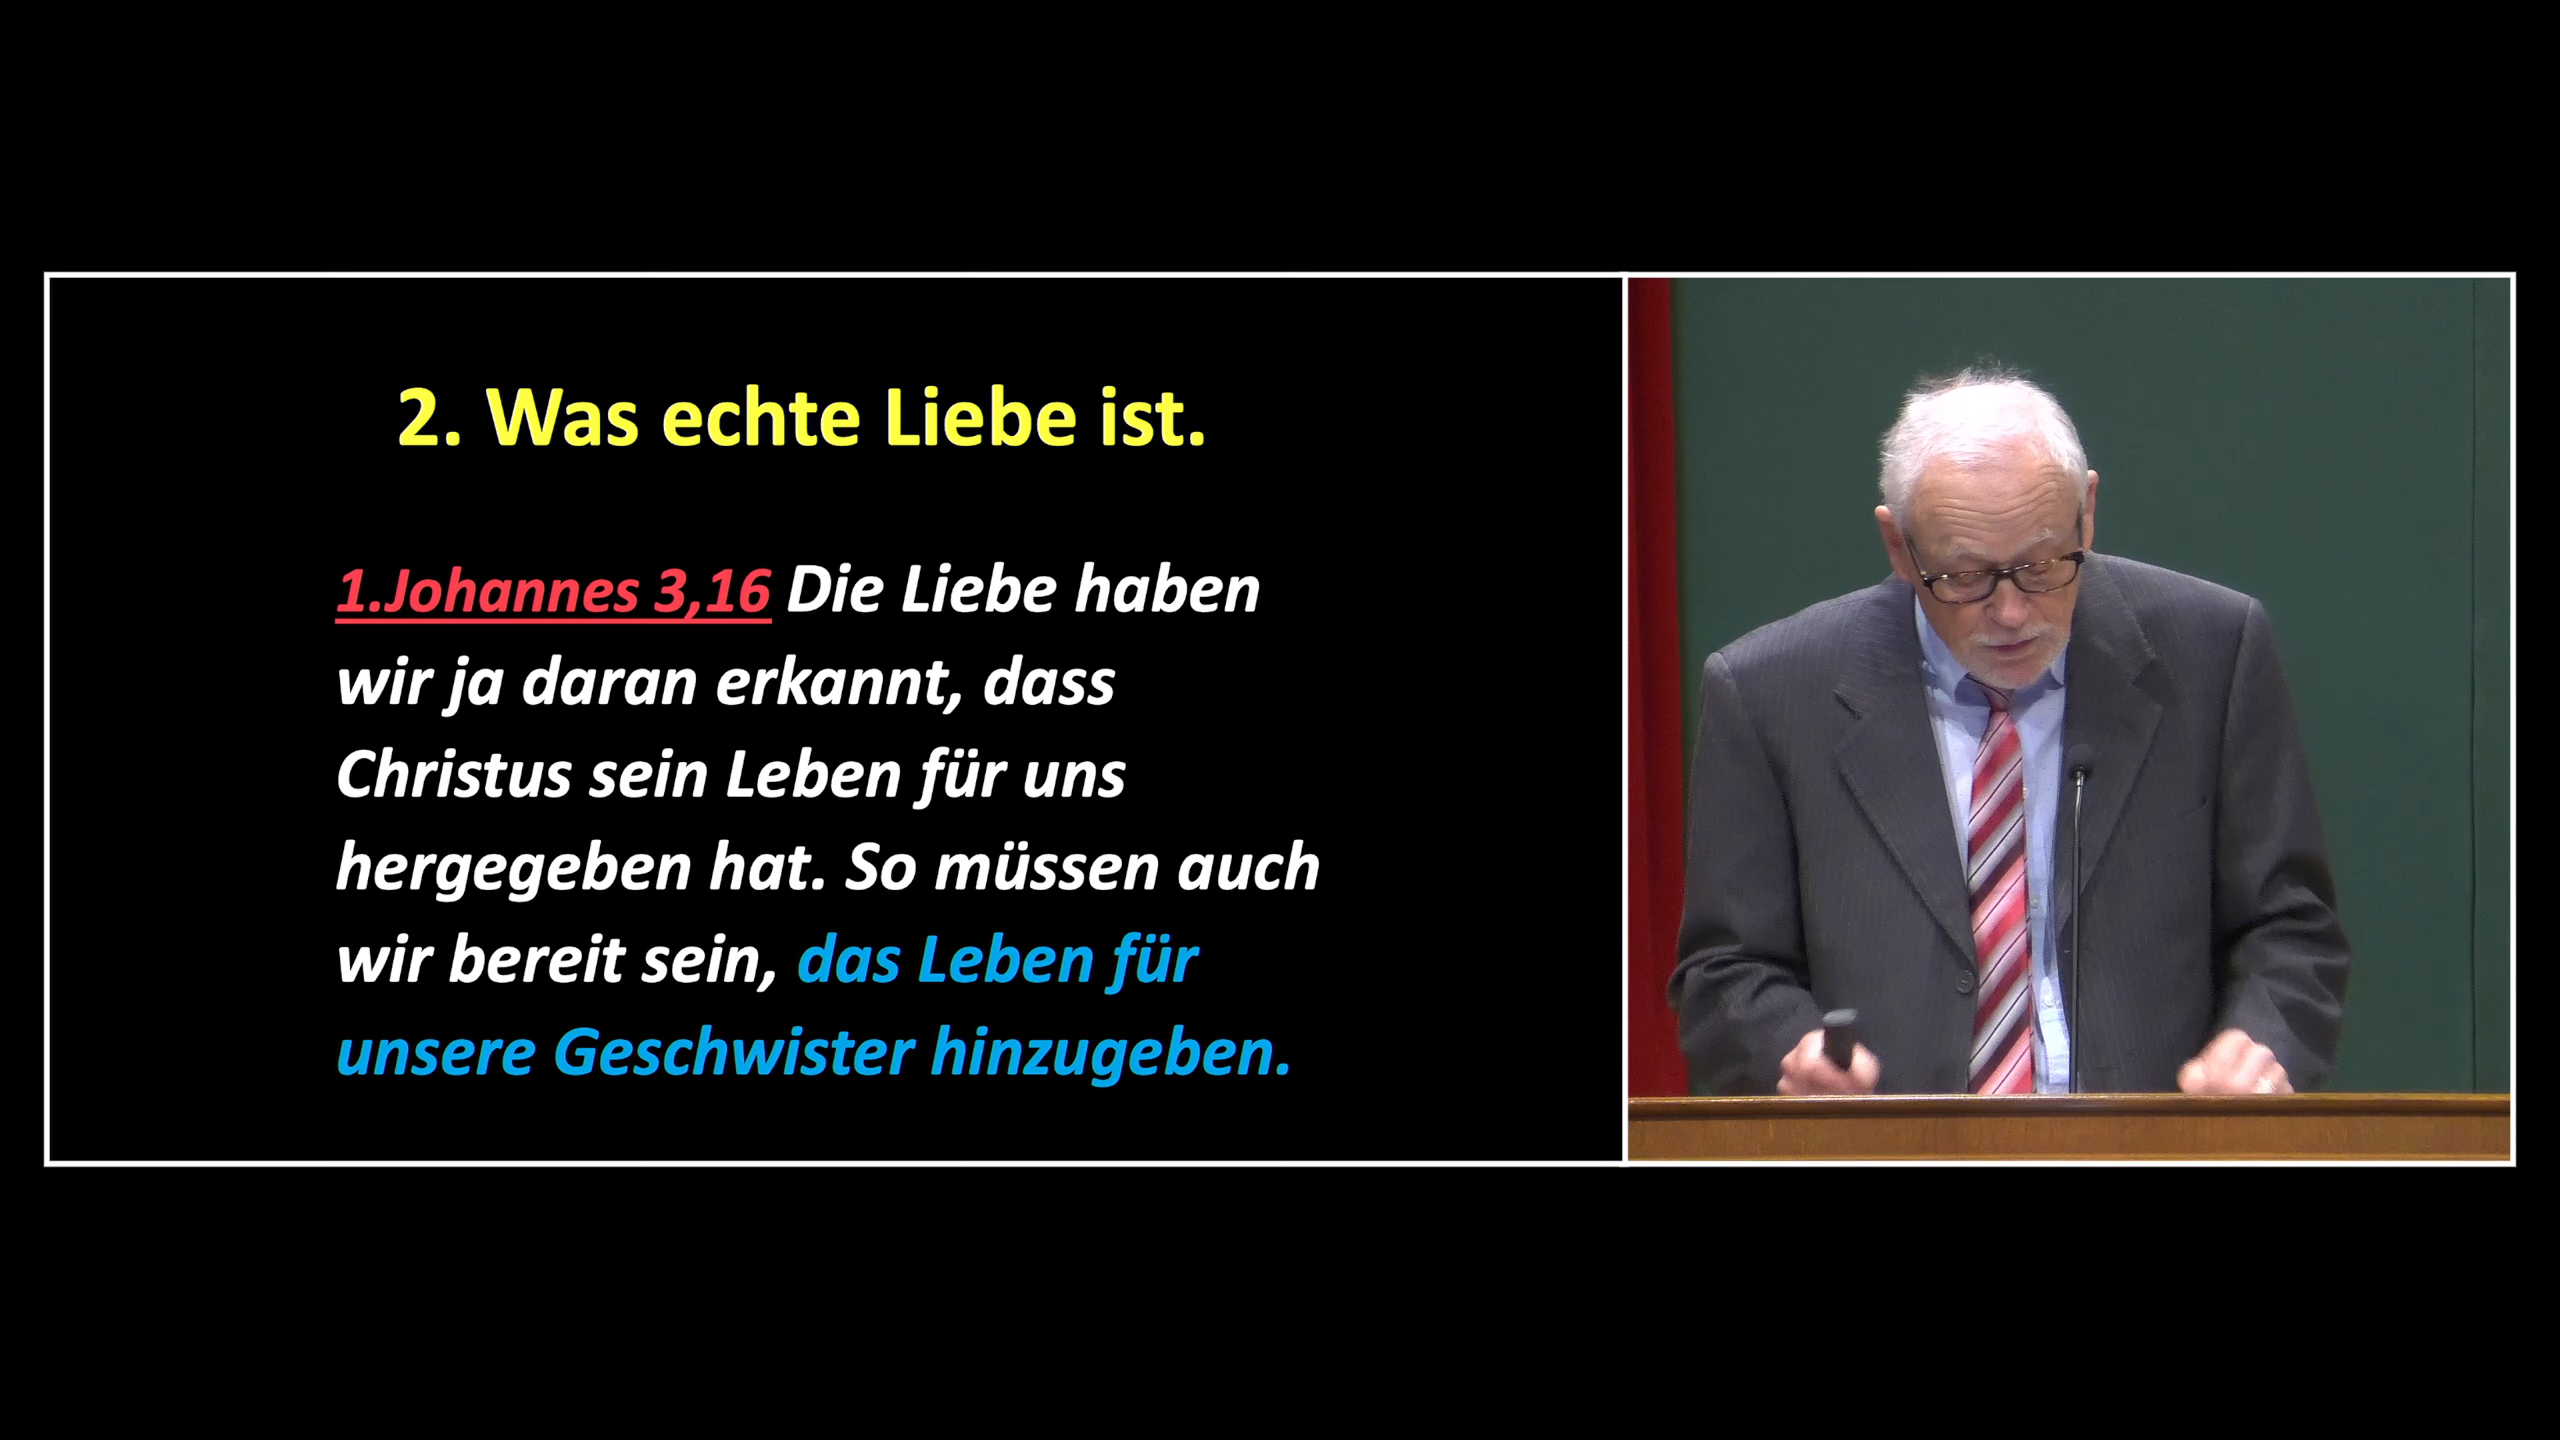 2. Was echte Liebe ist.
1.Johannes 3,16 Die Liebe haben
wir ja daran erkannt, dass
Christus sein Leben für uns
hergegeben hat. So müssen auch
wir bereit sein, das Leben für
unsere Geschwister hinzugeben.